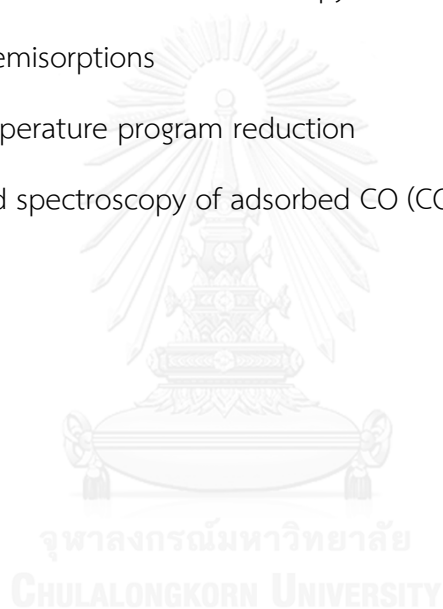 emisorptions
perature program reduction
d spectroscopy of adsorbed CO (CO
จุฬาลงกรณ์มหาวิทยาลัย
CHULALONGKORN UNIVERSITY